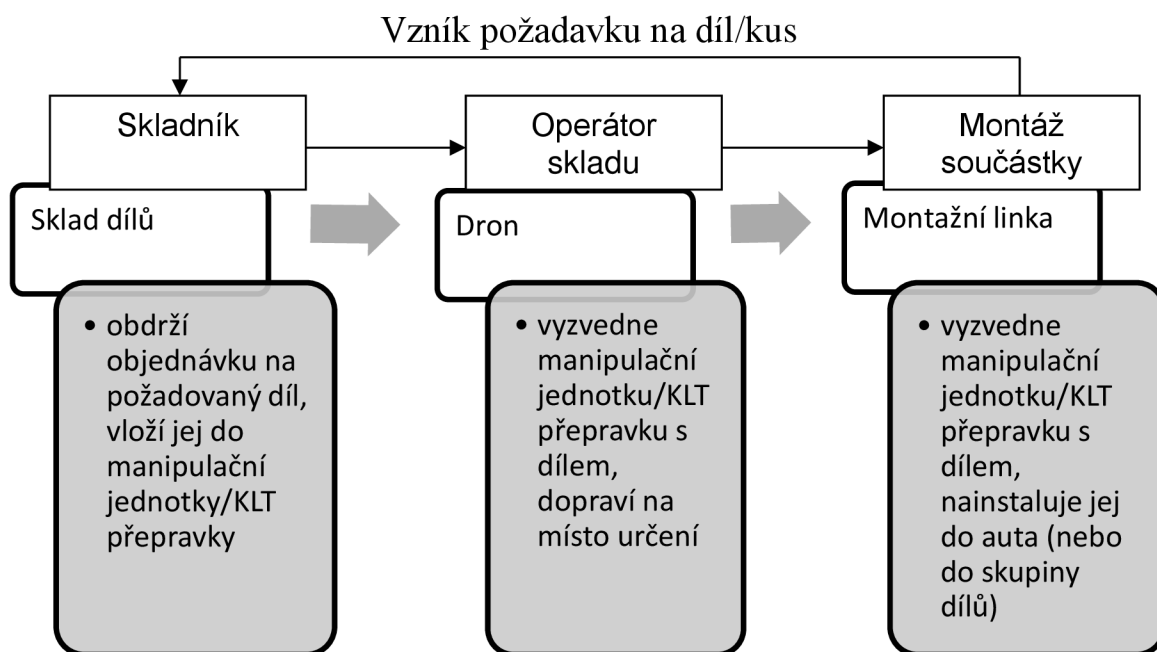 Vzník požadavku na díl/kus
Skladník
Operátor
skladu
Montáž
součástky
Sklad dílů
Dron
Montažní linka
• obdrží
objednávku na
požadovaný díl,
vloží jej do
manipulační
jednotky/KLT
přepravky
• vyzvedne
manipulační
jednotku/KLT
přepravku s
dílem,
dopraví na
místo určení
• vyzvedne
manipulační
jednotku/KLT
přepravku s
dílem,
nainstaluje jej
do auta (nebo
do skupiny
dílů)